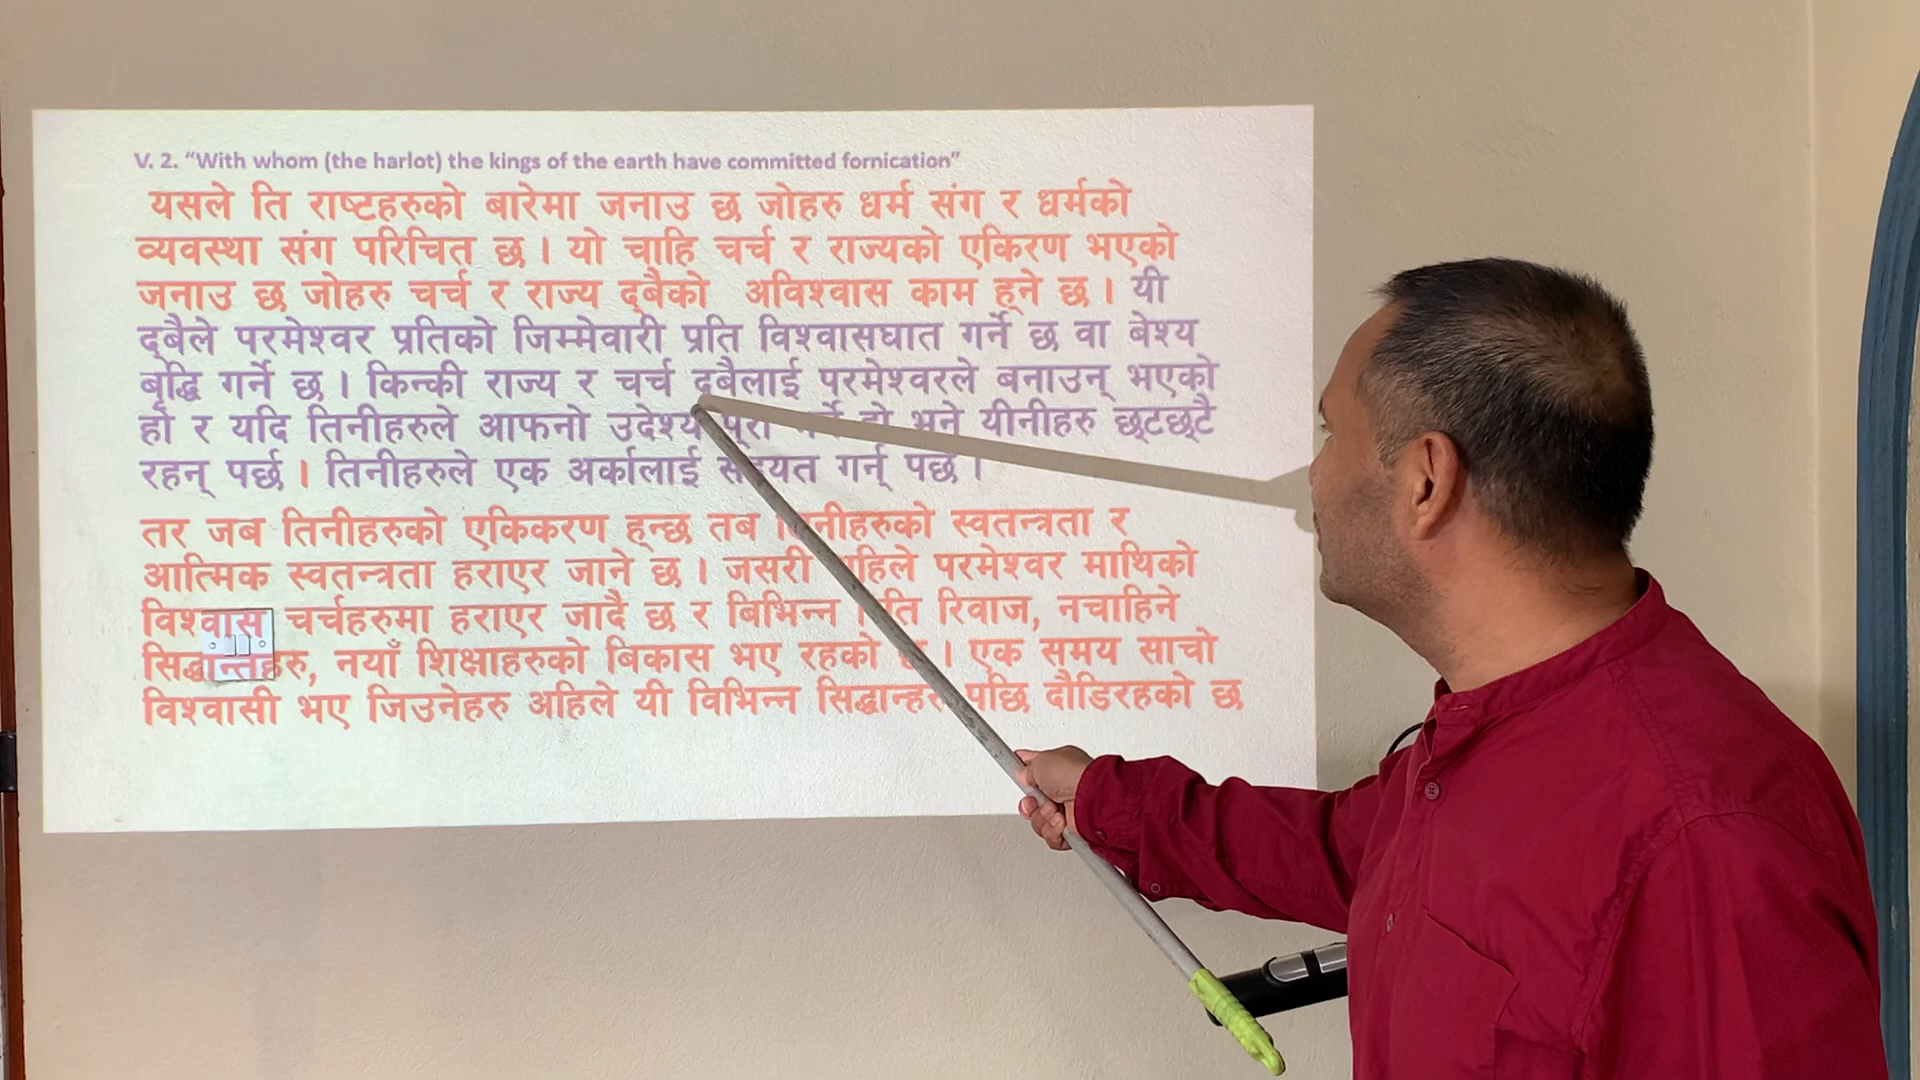 V. 2. “With whom (the harlot) the kings of the earth have committed fornication”
यसले ति राष्टहरुको बारेमा जनाउ छ जोहरु धर्म संग र धर्मको
व्यवस्था संग परिचित छ । यो चाहि चर्च र राज्यको एकिरण भएको
जनाउ छ जोहरु चर्च र राज्य द्बैको अविश्वास काम हुने छ । यी
द्बैले परमेश्वर प्रतिको जिम्मेवारी प्रति विश्वासघात गर्ने छ वा बेश्य
बृद्धि गर्ने छ । किन्की राज्य र चर्च द्बैलाई परमेश्वरले बनाउनु भएको
हो र यदि तिनीहरुले आफनो उदेश्य पूरा गर्ने हो भने यीनीहरु छुटछुटै
रहनु पर्छ । तिनीहरुले एक अर्कालाई गर्नु पर्छ ।
तर जब तिनीहरुको एकिकरण हुन्छ तब तिनीहरुको स्वतन्त्रता र
आत्मिक स्वतन्त्रता हराएर जाने छ । जसरी अहिले परमेश्वर माथिको
विश्वास चर्चहरुमा हराएर जादै छ र बिभिन्न रिवाज, नचाहिने
सिद्धान्तहरु, नयाँ शिक्षाहरुको बिकास भए रहको छ । एक समय साचो
विश्वासी भए जिउनेहरु अहिले यी विभिन्न सिद्धान्हरु पछि दौडिरहको छ